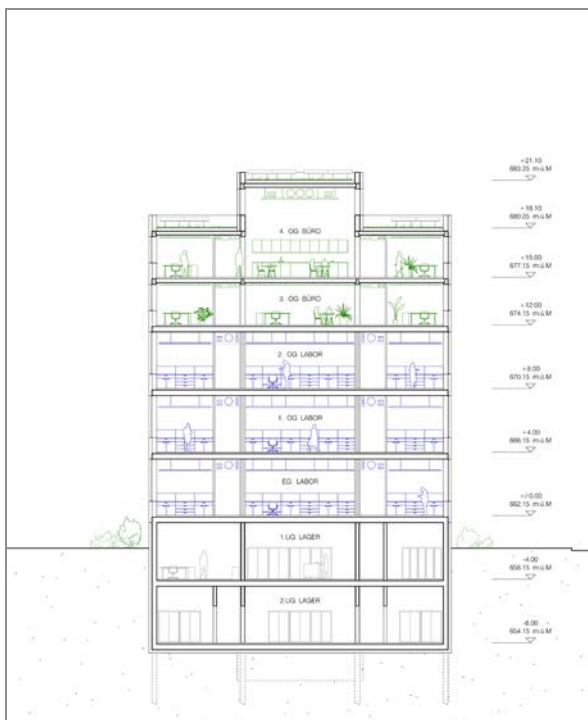 +21.10
683.25 m.ü.M
+18.10
680.25 m.ü.M
4. OG BÜRO
+15.00
677.15 m.ü.M
3. OG BÜRO
+12.00
674.15 m.ü.M
2. OG LABOR
+8.00
670.15 m.ü.M
1. OG LABOR
+4.00
666.15 m.ü.M
EG. LABOR
+/-0.00
662.15 m.ü.M
1.UG LAGER
-4.00
658.15 m.ü.M
2.UG LAGER
-8.00
654.15 m.ü.M